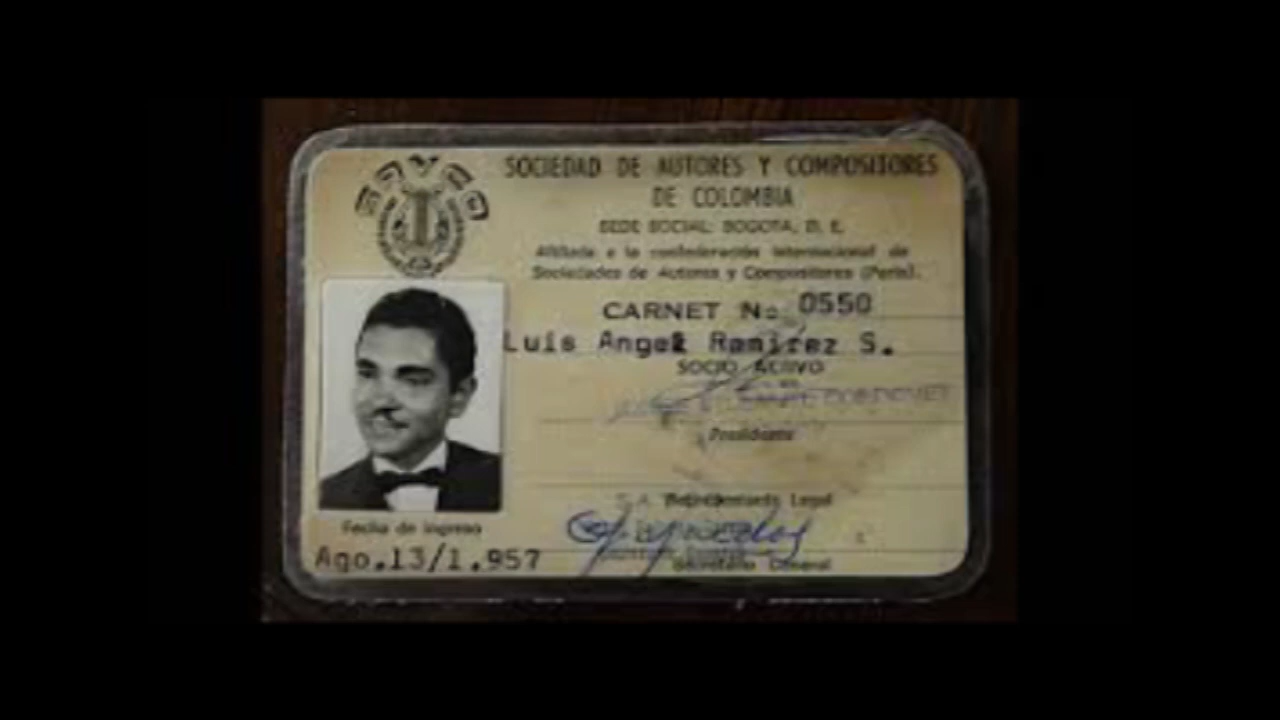 SAYCO
SOCIEDAD DE AUTORES Y COMPOSITORES
DE COLOMBIA
SEDE SOCIAL: BOGOTA, D. E.
Afiliada a la confederación Internacional de
Sociedades de Autores y Compositores (París).
CARNET No 0550
Luis Angel Ramirez S.
SOCIO ACTIVO
Presidente
Representante Legal
Secretario General
Fecha de Ingreso
Ago.13/1.957